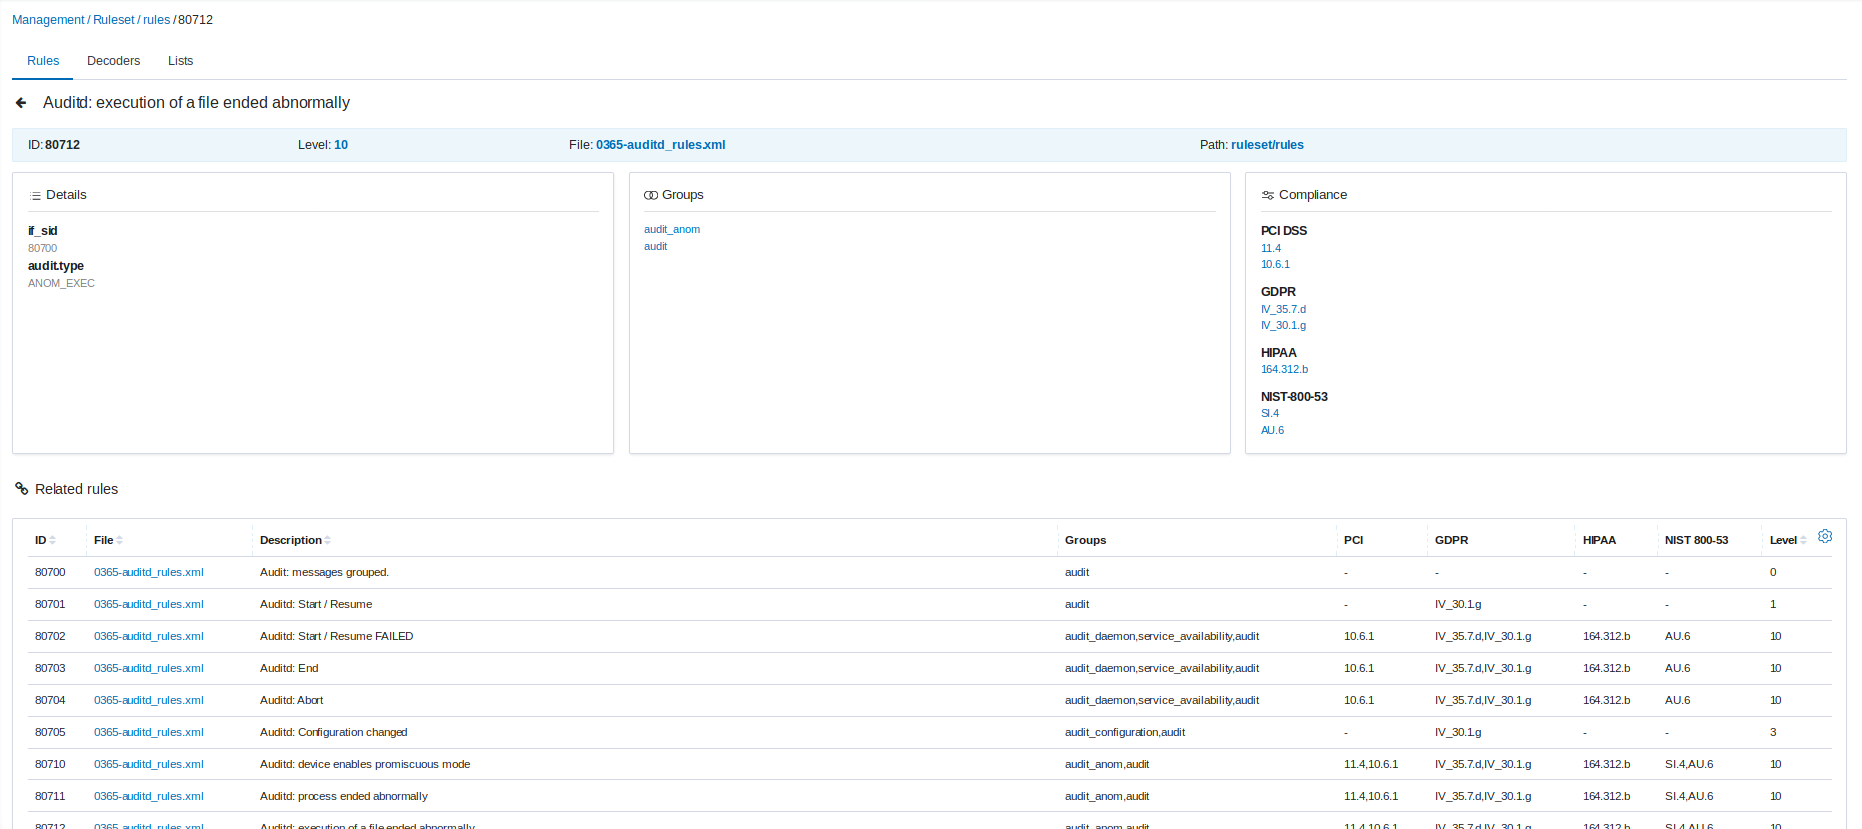 Management / Ruleset / rules / 80712
Rules Decoders Lists
Auditd: execution of a file ended abnormally
ID: 80712 Level: 10 File: 0365-auditd_rules.xml Path: ruleset/rules
Details
if_sid
80700
audit.type
ANOM_EXEC
Groups
audit_anom
audit
Compliance
PCI DSS
11.4
10.6.1
GDPR
IV_35.7.d
IV_30.1.g
HIPAA
164.312.b
NIST-800-53
SI.4
AU.6
Related rules
ID File Description Groups PCI GDPR HIPAA NIST 800-53 Level
80700 0365-auditd_rules.xml Audit: messages grouped. audit - - - - 0
80701 0365-auditd_rules.xml Auditd: Start / Resume audit - IV_30.1.g - - 1
80702 0365-auditd_rules.xml Auditd: Start / Resume FAILED audit_daemon,service_availability,audit 10.6.1 IV_35.7.d,IV_30.1.g 164.312.b AU.6 10
80703 0365-auditd_rules.xml Auditd: End audit_daemon,service_availability,audit 10.6.1 IV_35.7.d,IV_30.1.g 164.312.b AU.6 10
80704 0365-auditd_rules.xml Auditd: Abort audit_daemon,service_availability,audit 10.6.1 IV_35.7.d,IV_30.1.g 164.312.b AU.6 10
80705 0365-auditd_rules.xml Auditd: Configuration changed audit_configuration,audit - IV_30.1.g - - 3
80710 0365-auditd_rules.xml Auditd: device enables promiscuous mode audit_anom,audit 11.4,10.6.1 IV_35.7.d,IV_30.1.g 164.312.b SI.4,AU.6 10
80711 0365-auditd_rules.xml Auditd: process ended abnormally audit_anom,audit 11.4,10.6.1 IV_35.7.d,IV_30.1.g 164.312.b SI.4,AU.6 10
80712 0365-auditd_rules.xml Auditd: execution of a file ended abnormally audit_anom,audit 11.4,10.6.1 IV_35.7.d,IV_30.1.g 164.312.b SI.4,AU.6 10